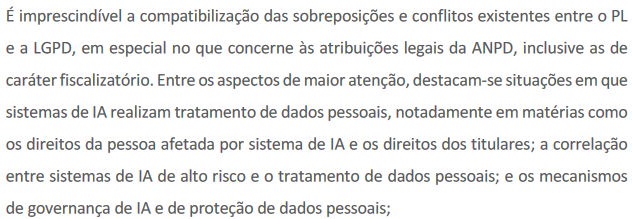 É imprescindível a compatibilização das sobreposições e conflitos existentes entre o PL
e a LGPD, em especial no que concerne às atribuições legais da ANPD, inclusive as de
caráter fiscalizatório. Entre os aspectos de maior atenção, destacam-se situações em que
sistemas de IA realizam tratamento de dados pessoais, notadamente em matérias como
os direitos da pessoa afetada por sistema de IA e os direitos dos titulares; a correlação
entre sistemas de IA de alto risco e o tratamento de dados pessoais; e os mecanismos
de governança de IA e de proteção de dados pessoais;